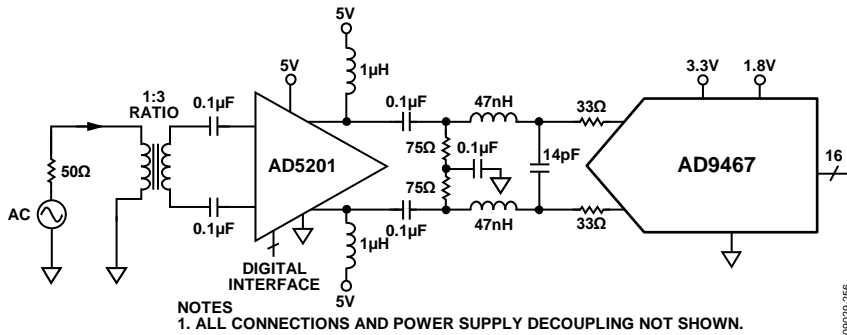 5V
5V
1µH
1:3
RATIO
0.1µF
0.1µF
47nH
33Ω
3.3V
1.8V
50Ω
AC
AD5201
75Ω
0.1µF
14pF
AD9467
16
75Ω
0.1µF
0.1µF
47nH
33Ω
1µH
DIGITAL
INTERFACE
5V
NOTES
1. ALL CONNECTIONS AND POWER SUPPLY DECOUPLING NOT SHOWN.
09029-256